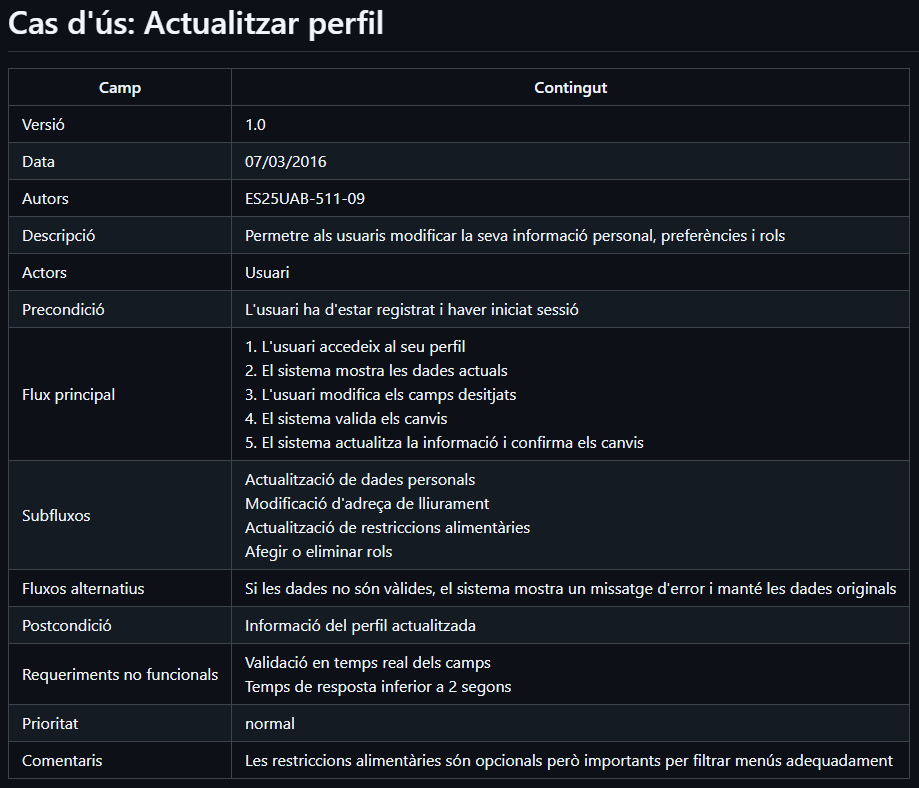 Cas d'ús: Actualitzar perfil
Camp Contingut
Versió 1.0
Data 07/03/2016
Autors ES25UAB-511-09
Descripció Permetre als usuaris modificar la seva informació personal, preferències i rols
Actors Usuari
Precondició L'usuari ha d'estar registrat i haver iniciat sessió
Flux principal
1. L'usuari accedeix al seu perfil
2. El sistema mostra les dades actuals
3. L'usuari modifica els camps desitjats
4. El sistema valida els canvis
5. El sistema actualitza la informació i confirma els canvis
Subfluxos
Actualització de dades personals
Modificació d'adreça de lliurament
Actualització de restriccions alimentàries
Afegir o eliminar rols
Fluxos alternatius Si les dades no són vàlides, el sistema mostra un missatge d'error i manté les dades originals
Postcondició Informació del perfil actualitzada
Requeriments no funcionals
Validació en temps real dels camps
Temps de resposta inferior a 2 segons
Prioritat normal
Comentaris Les restriccions alimentàries són opcionals però importants per filtrar menús adequadament